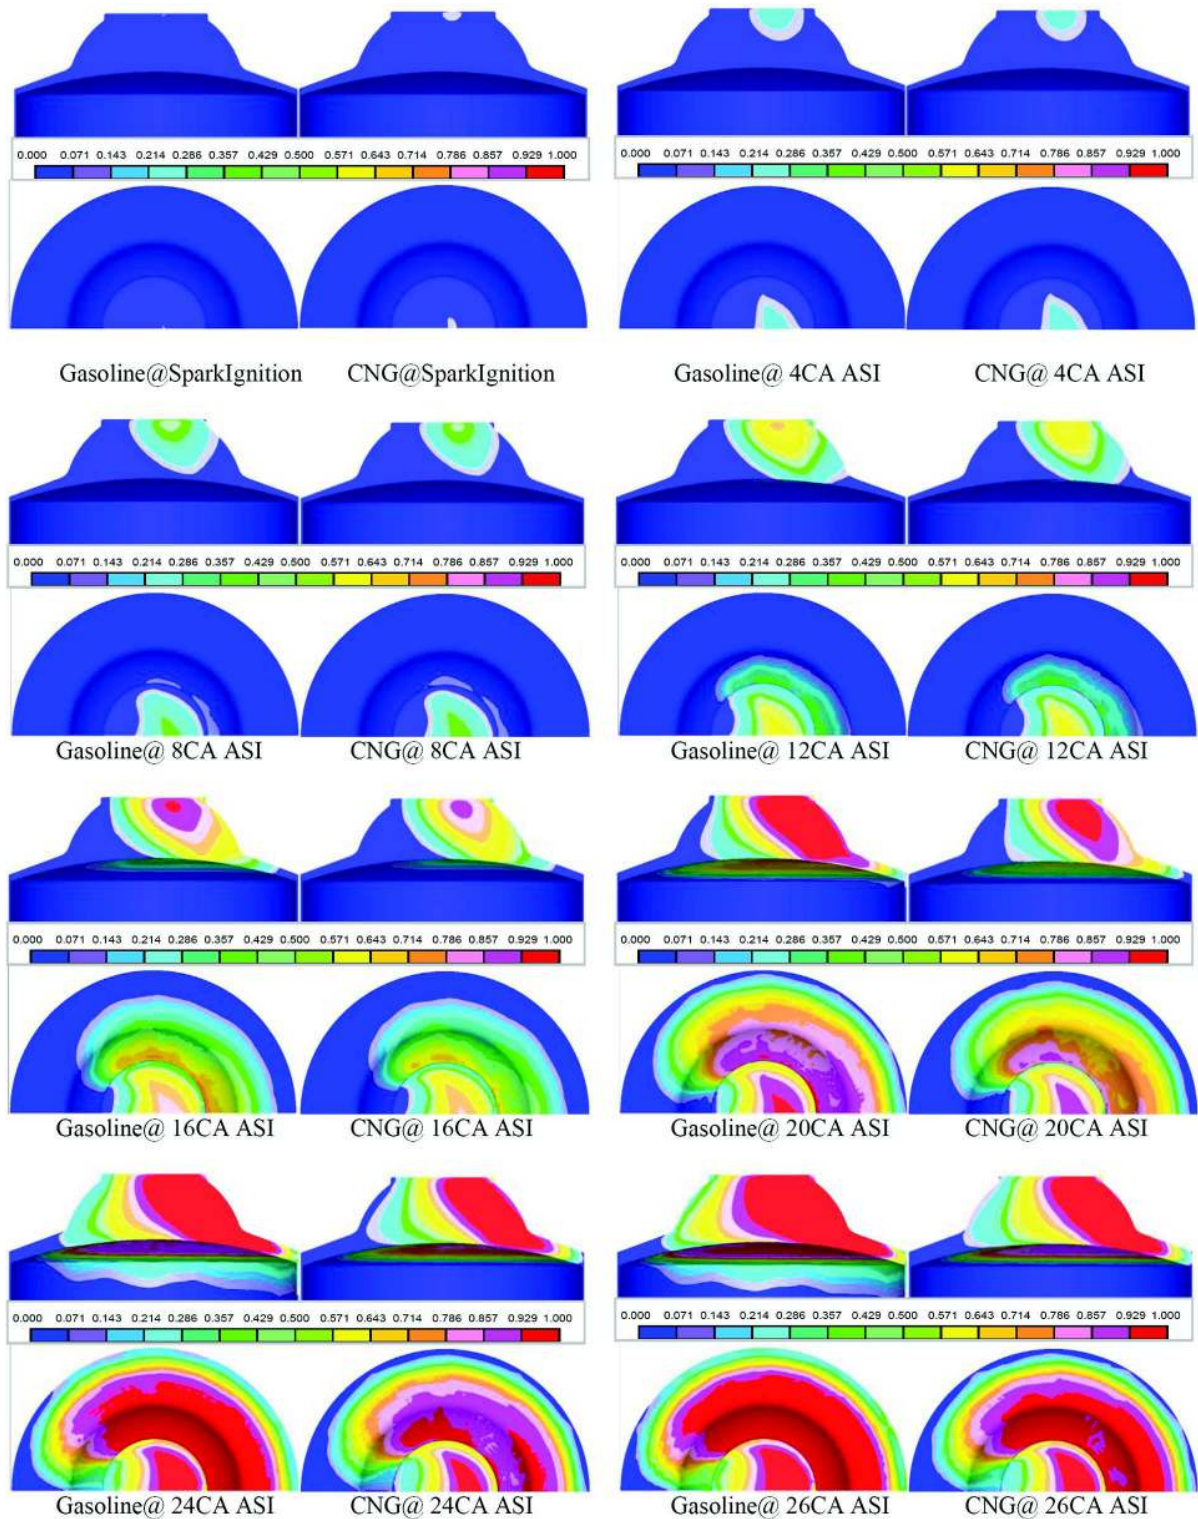 0.000 0.071 0.143 0.214 0.286 0.357 0.429 0.500 0.571 0.643 0.714 0.786 0.857 0.929 1.000
0.000 0.071 0.143 0.214 0.286 0.357 0.429 0.500 0.571 0.643 0.714 0.786 0.857 0.929 1.000
Gasoline@SparkIgnition CNG@SparkIgnition
Gasoline@ 4CA ASI CNG@ 4CA ASI
0.000 0.071 0.143 0.214 0.286 0.357 0.429 0.500 0.571 0.643 0.714 0.786 0.857 0.929 1.000
0.000 0.071 0.143 0.214 0.286 0.357 0.429 0.500 0.571 0.643 0.714 0.786 0.857 0.929 1.000
Gasoline@ 8CA ASI CNG@ 8CA ASI
Gasoline@ 12CA ASI CNG@ 12CA ASI
0.000 0.071 0.143 0.214 0.286 0.357 0.429 0.500 0.571 0.643 0.714 0.786 0.857 0.929 1.000
0.000 0.071 0.143 0.214 0.286 0.357 0.429 0.500 0.571 0.643 0.714 0.786 0.857 0.929 1.000
Gasoline@ 16CA ASI CNG@ 16CA ASI
Gasoline@ 20CA ASI CNG@ 20CA ASI
0.000 0.071 0.143 0.214 0.286 0.357 0.429 0.500 0.571 0.643 0.714 0.786 0.857 0.929 1.000
0.000 0.071 0.143 0.214 0.286 0.357 0.429 0.500 0.571 0.643 0.714 0.786 0.857 0.929 1.000
Gasoline@ 24CA ASI CNG@ 24CA ASI
Gasoline@ 26CA ASI CNG@ 26CA ASI